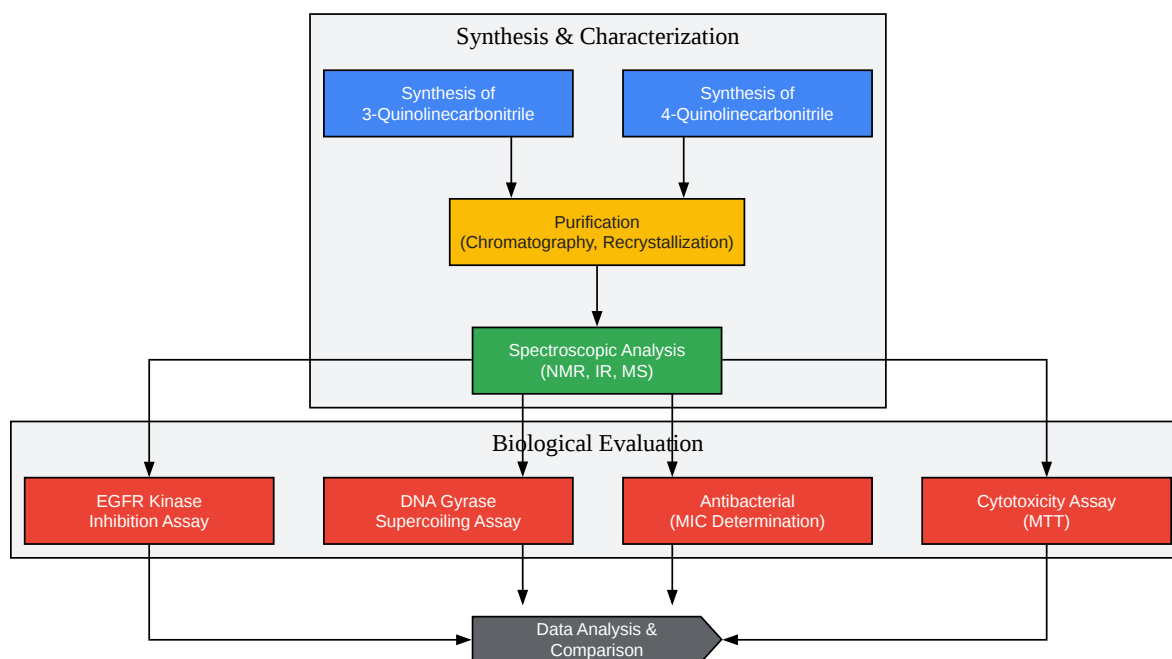 Synthesis & Characterization
Synthesis of
3-Quinolinecarbonitrile
Synthesis of
4-Quinolinecarbonitrile
Purification
(Chromatography, Recrystallization)
Spectroscopic Analysis
(NMR, IR, MS)
Biological Evaluation
EGFR Kinase
Inhibition Assay
DNA Gyrase
Supercoiling Assay
Antibacterial
(MIC Determination)
Cytotoxicity Assay
(MTT)
Data Analysis &
Comparison